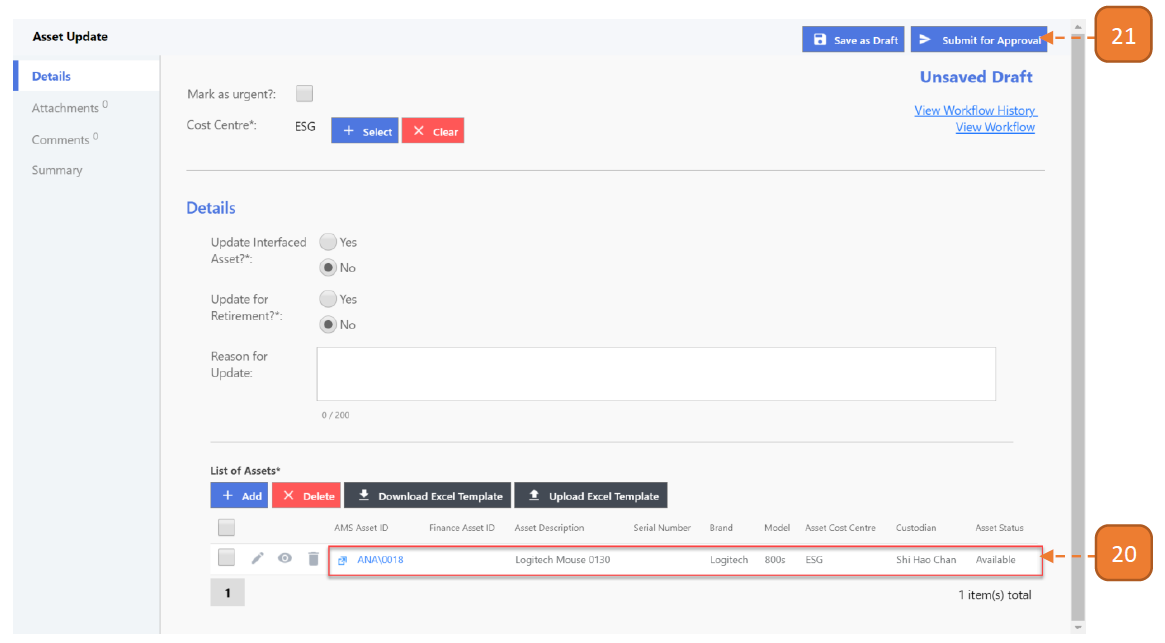 Asset Update
Save as Draft
Submit for Approval
21
Details
Attachments 0
Comments 0
Summary
Unsaved Draft
View Workflow History
View Workflow
Mark as urgent?:
Cost Centre*: ESG + Select × Clear
Details
Update Interfaced
Asset?*:
Yes
No
Update for
Retirement?*:
Yes
No
Reason for
Update:
0 / 200
List of Assets*
+ Add × Delete Download Excel Template Upload Excel Template
AMS Asset ID Finance Asset ID Asset Description Serial Number Brand Model Asset Cost Centre Custodian Asset Status
ANA\0018 Logitech Mouse 0130 Logitech 800s ESG Shi Hao Chan Available
20
1
1 item(s) total